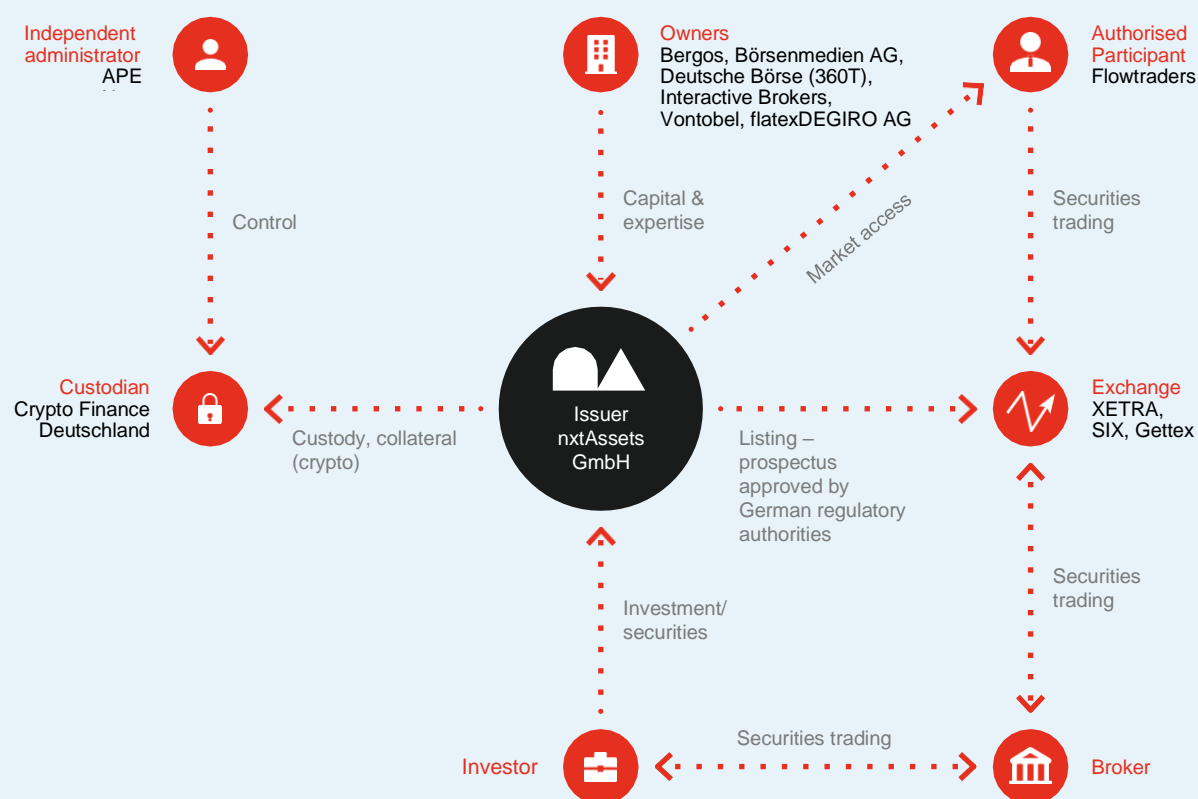 Independent
administrator
APE
Owners
Bergos, Börsenmedien AG,
Deutsche Börse (360T),
Interactive Brokers,
Vontobel, flatexDEGIRO AG
Authorised
Participant
Flowtraders
Control
Capital &
expertise
Market access
Securities
trading
Custodian
Crypto Finance
Deutschland
Custody, collateral
(crypto)
Issuer
nxtAssets
GmbH
Listing –
prospectus
approved by
German regulatory
authorities
Exchange
XETRA,
SIX, Gettex
Investment/
securities
Securities
trading
Investor
Securities trading
Broker